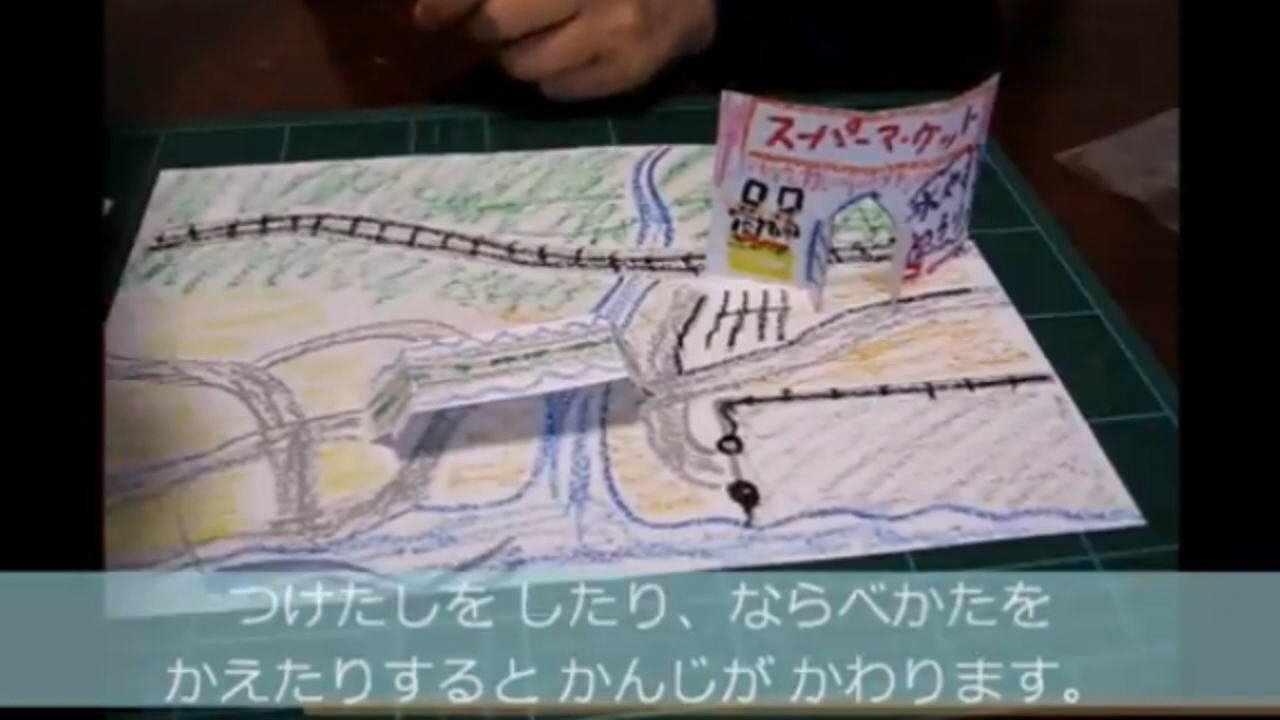 スーパーマーケット
つけたしを したり、ならべかたを
かえたりすると かんじが かわります。